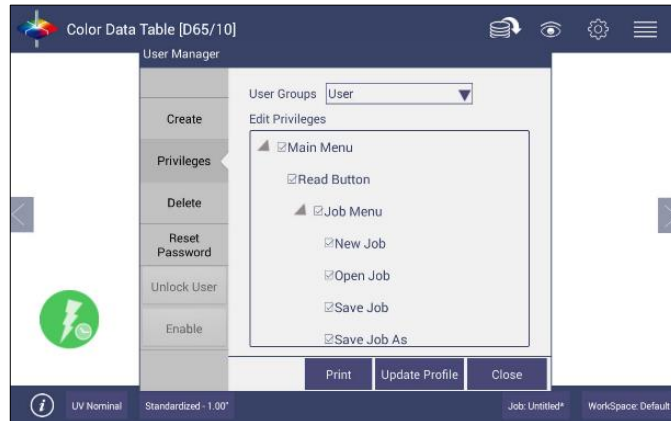 Color Data Table [D65/10]
User Manager
User Groups User
Create
Edit Privileges
Main Menu
Privileges
Read Button
Delete
Job Menu
Reset
Password
New Job
Unlock User
Open Job
Save Job
Enable
Save Job As
Print Update Profile Close
i UV Nominal Standardized - 1.00" Job: Untitled* WorkSpace: Default